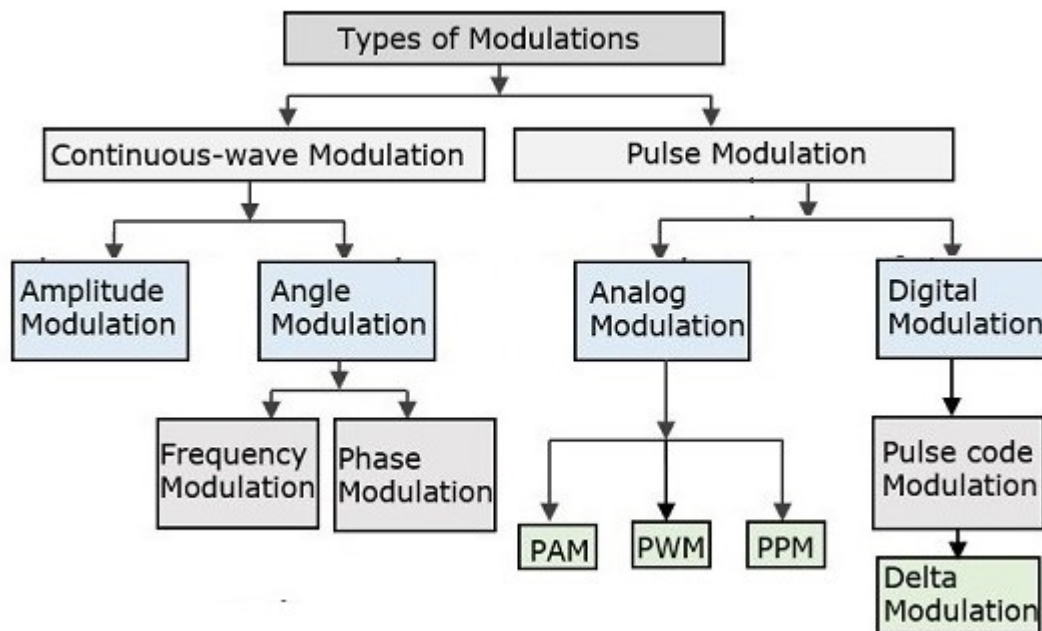 Types of Modulations
Continuous-wave Modulation
Pulse Modulation
Amplitude
Modulation
Angle
Modulation
Analog
Modulation
Digital
Modulation
Frequency
Modulation
Phase
Modulation
Pulse code
Modulation
PAM
PWM
PPM
Delta
Modulation